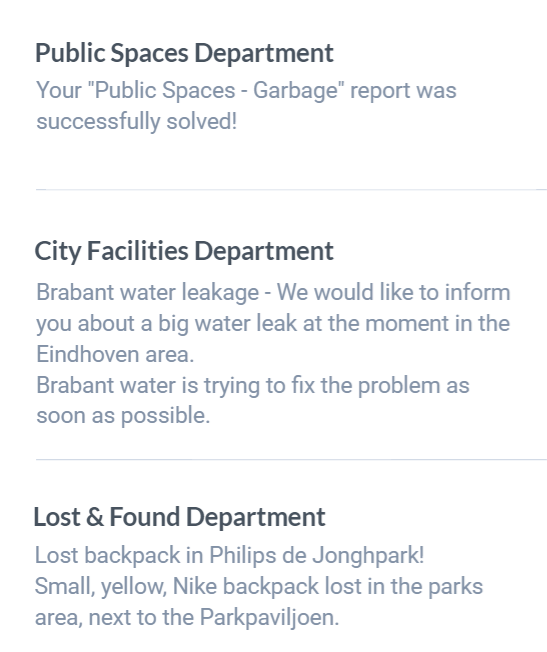 Public Spaces Department
Your "Public Spaces - Garbage" report was
successfully solved!
City Facilities Department
Brabant water leakage - We would like to inform
you about a big water leak at the moment in the
Eindhoven area.
Brabant water is trying to fix the problem as
soon as possible.
Lost & Found Department
Lost backpack in Philips de Jonghpark!
Small, yellow, Nike backpack lost in the parks
area, next to the Parkpaviljoen.